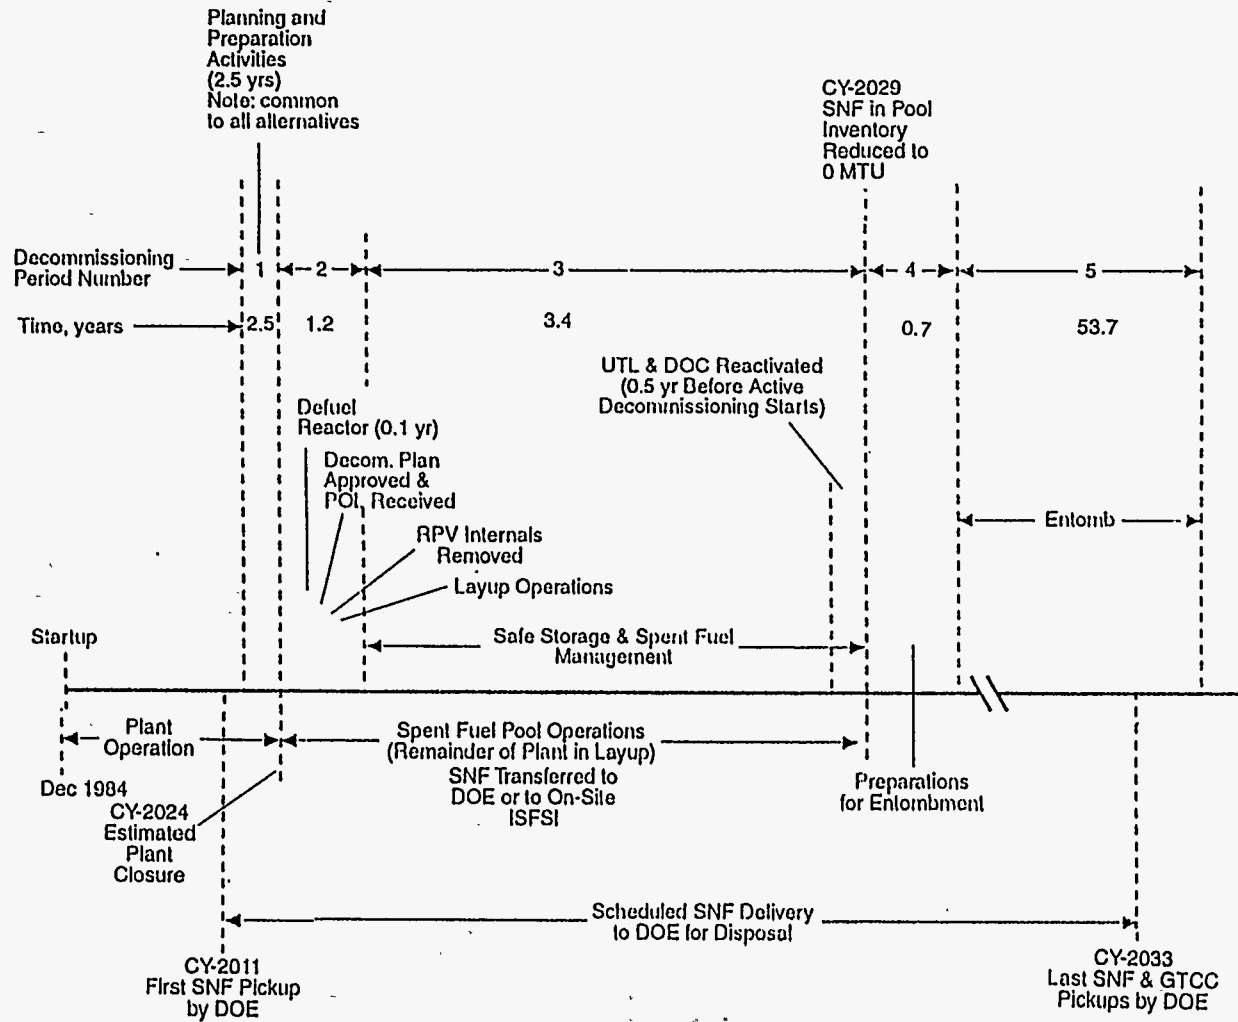 Planning and
Preparation
Activities
(2.5 yrs)
Note: common
to all alternatives
CY-2029
SNF in Pool
Inventory
Reduced to
0 MTU
Decommissioning
Period Number
1
2
3
4
5
Time, years
2.5
1.2
3.4
0.7
53.7
UTL & DOC Reactivated
(0.5 yr Before Active
Decommissioning Starts)
Defuel
Reactor (0.1 yr)
Decom. Plan
Approved &
POL Received
RPV Internals
Removed
Layup Operations
Entomb
Startup
Safe Storage & Spent Fuel
Management
Plant
Operation
Spent Fuel Pool Operations
(Remainder of Plant in Layup)
SNF Transferred to
DOE or to On-Site
ISFSI
Dec 1984
CY-2024
Estimated
Plant
Closure
Preparations
for Entombment
Scheduled SNF Delivery
to DOE for Disposal
CY-2011
First SNF Pickup
by DOE
CY-2033
Last SNF & GTCC
Pickups by DOE